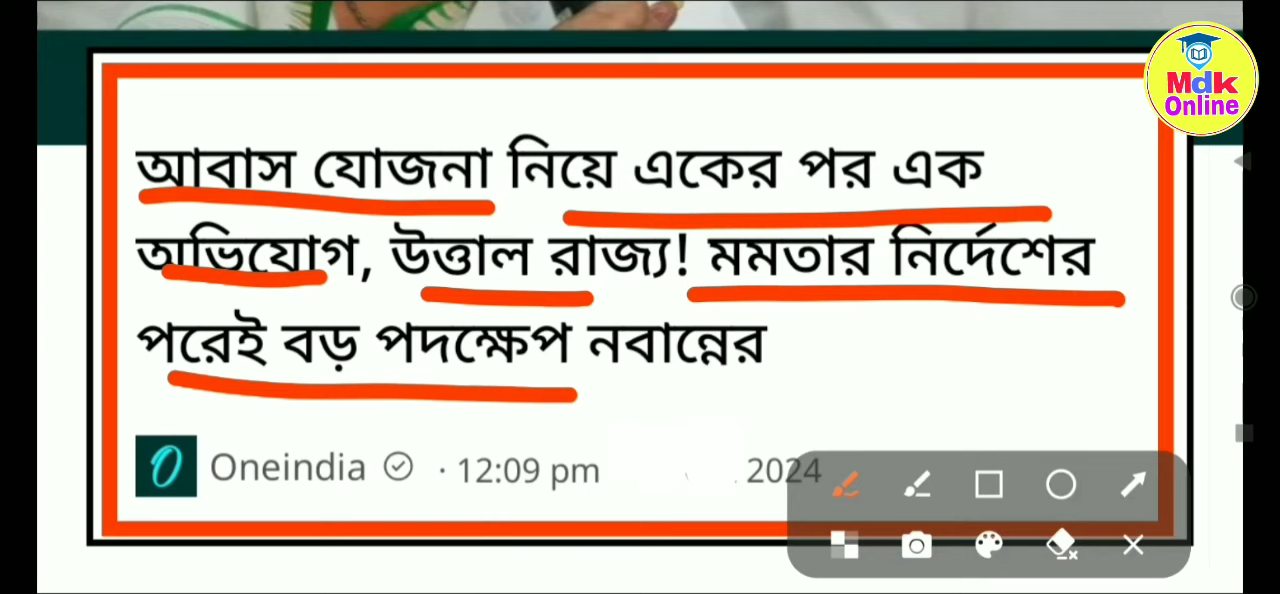 Mdk
Online
আবাস যোজনা নিয়ে একের পর এক
অভিযোগ, উত্তাল রাজ্য! মমতার নির্দেশের
পরেই বড় পদক্ষেপ নবান্নের
Oneindia · 12:09 pm 2024